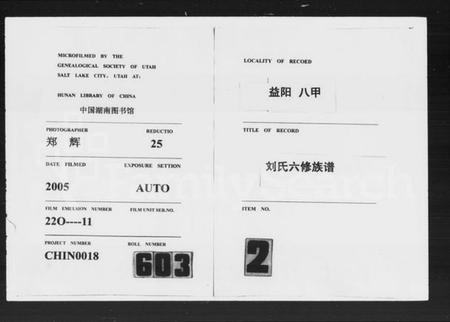 MICROFILMED BY THE
GENEALOGICAL SOCIETY OF UTAH
SALT LAKE CITY, UTAH AT:
HUNAN LIBRARY OF CHINA
中国湖南图书馆
PHOTOGRAPHER REDUCTIO
郑 辉 25
DATE FILMED EXPOSURE SETTION
2005 AUTO
FILM EMULSION NUMBER FILM UNIT SER.NO.
22O----11
PROJECT NUMBER ROLL NUMBER
CHIN0018 603
LOCALITY OF RECOED
益阳 八甲
TITLE OF RECORD
刘氏六修族谱
ITEM NO.
2